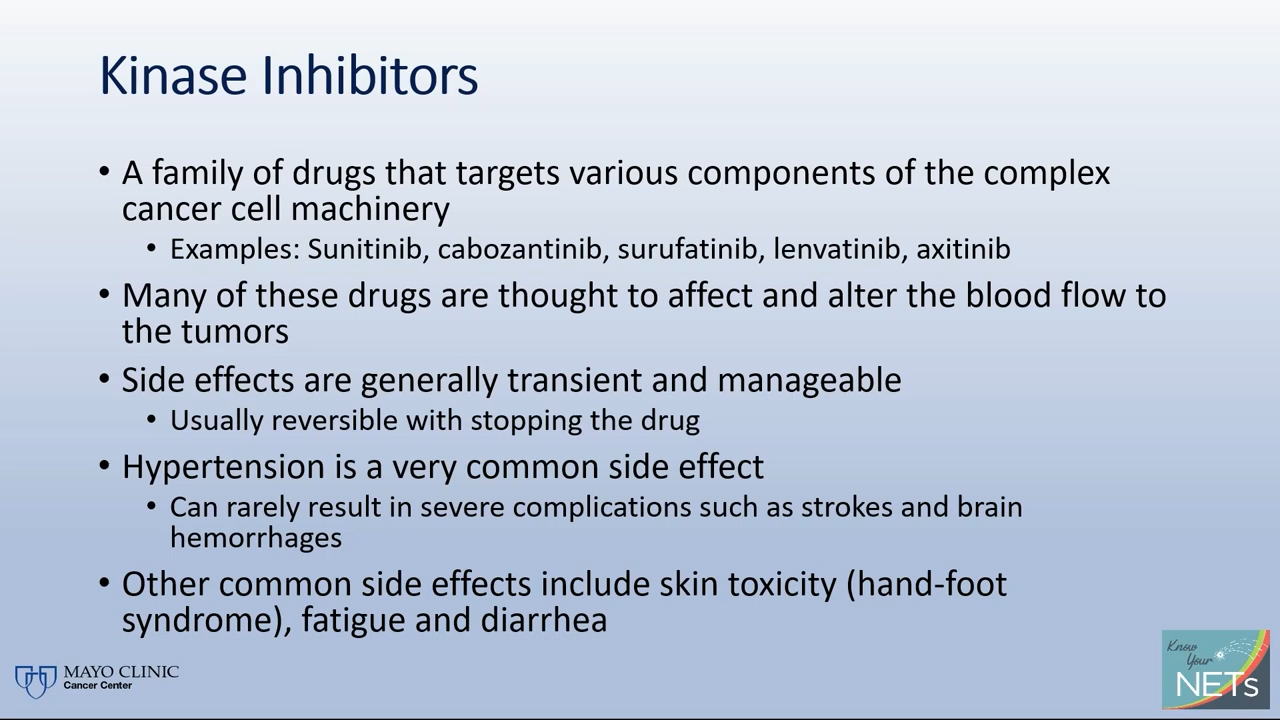 Kinase Inhibitors
• A family of drugs that targets various components of the complex
cancer cell machinery
• Examples: Sunitinib, cabozantinib, surufatinib, lenvatinib, axitinib
• Many of these drugs are thought to affect and alter the blood flow to
the tumors
• Side effects are generally transient and manageable
• Usually reversible with stopping the drug
• Hypertension is a very common side effect
• Can rarely result in severe complications such as strokes and brain
hemorrhages
• Other common side effects include skin toxicity (hand-foot
syndrome), fatigue and diarrhea
MAYO CLINIC
Cancer Center
Know
Your
NETs